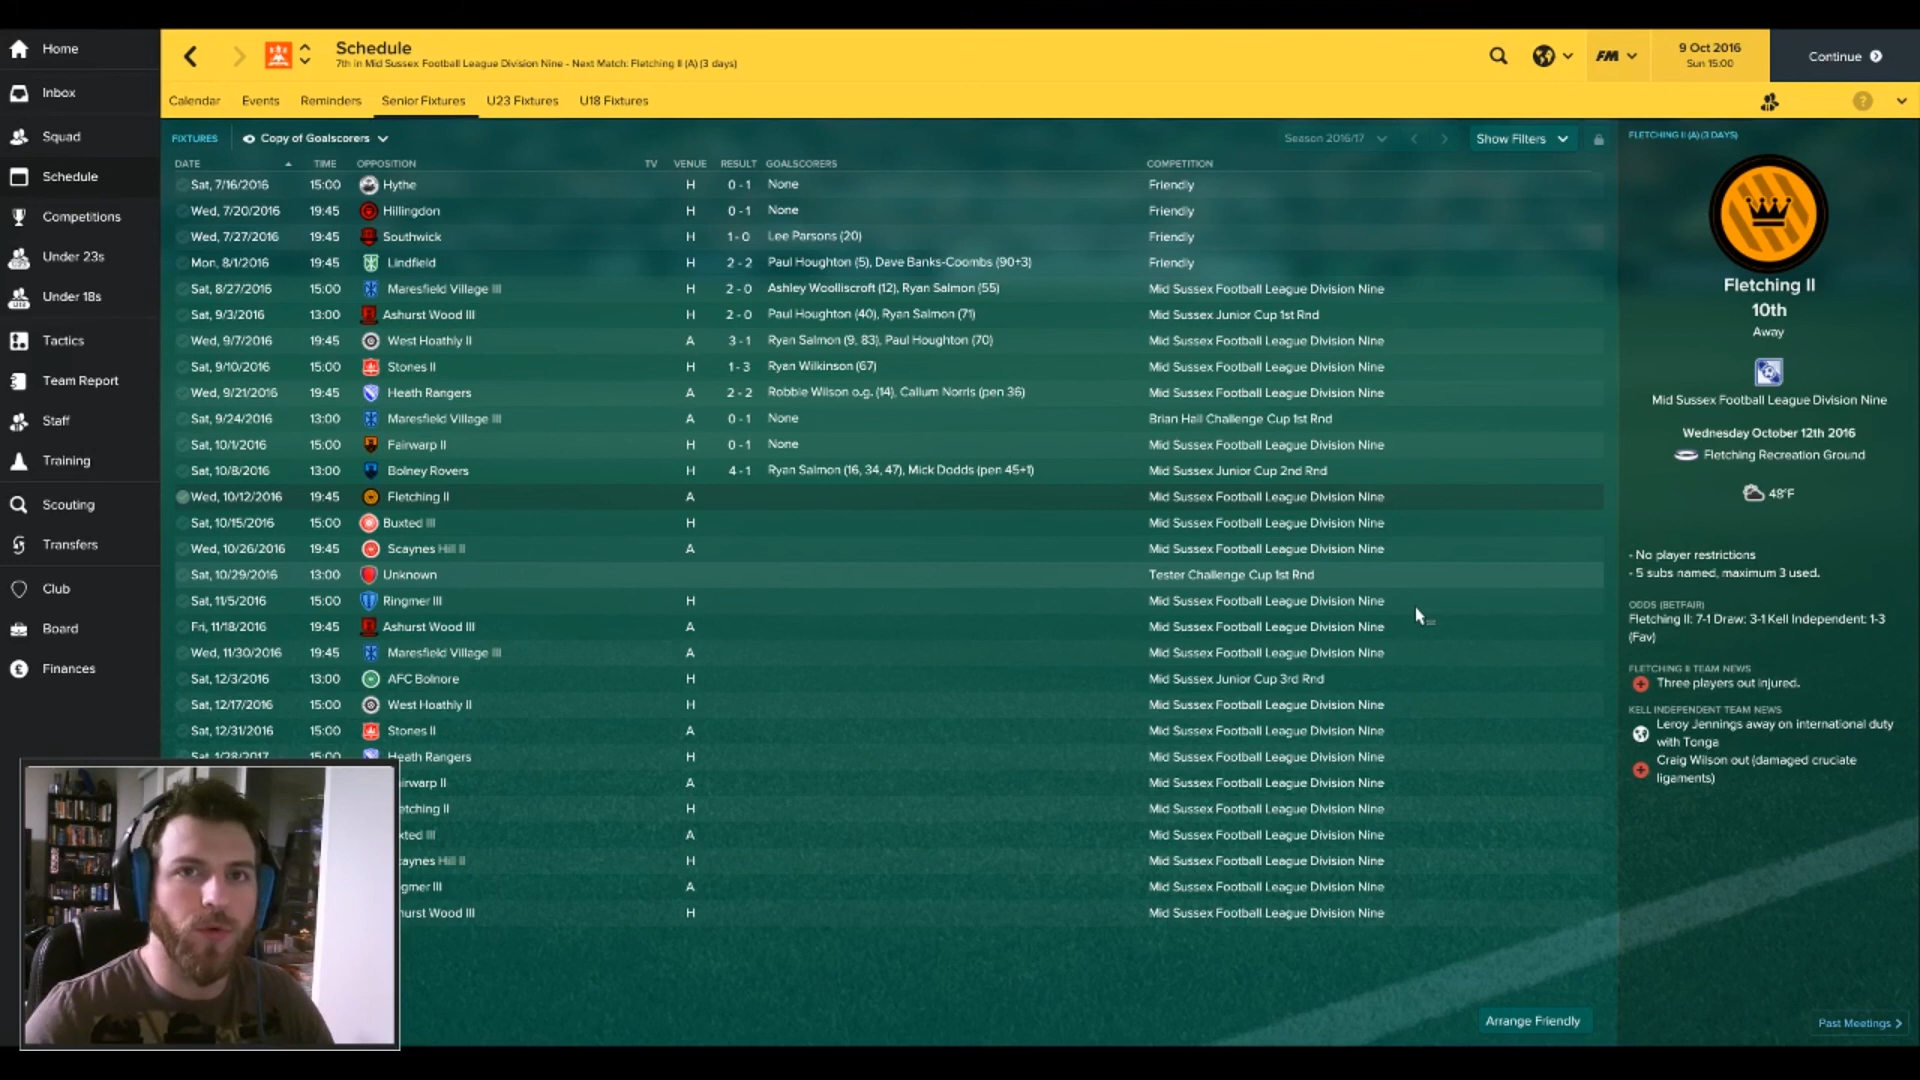 Home
Inbox
Squad
Schedule
Competitions
Under 23s
Under 18s
Tactics
Team Report
Staff
Training
Scouting
Transfers
Club
Board
Finances
Schedule
7th in Mid Sussex Football League Division Nine - Next Match: Fletching II (A) (3 days)
FM
9 Oct 2016
Sun 15:00
Continue
Calendar Events Reminders Senior Fixtures U23 Fixtures U18 Fixtures
FIXTURES Copy of Goalscorers Season 2016/17 Show Filters
DATE TIME OPPOSITION TV VENUE RESULT GOALSCORERS COMPETITION
Sat, 7/16/2016 15:00 Hythe H 0 - 1 None Friendly
Wed, 7/20/2016 19:45 Hillingdon H 0 - 1 None Friendly
Wed, 7/27/2016 19:45 Southwick H 1 - 0 Lee Parsons (20) Friendly
Mon, 8/1/2016 19:45 Lindfield H 2 - 2 Paul Houghton (5), Dave Banks-Coombs (90+3) Friendly
Sat, 8/27/2016 15:00 Maresfield Village III H 2 - 0 Ashley Woolliscroft (12), Ryan Salmon (55) Mid Sussex Football League Division Nine
Sat, 9/3/2016 13:00 Ashurst Wood III H 2 - 0 Paul Houghton (40), Ryan Salmon (71) Mid Sussex Junior Cup 1st Rnd
Wed, 9/7/2016 19:45 West Hoathly II A 3 - 1 Ryan Salmon (9, 83), Paul Houghton (70) Mid Sussex Football League Division Nine
Sat, 9/10/2016 15:00 Stones II H 1 - 3 Ryan Wilkinson (67) Mid Sussex Football League Division Nine
Wed, 9/21/2016 19:45 Heath Rangers A 2 - 2 Robbie Wilson o.g. (14), Callum Norris (pen 36) Mid Sussex Football League Division Nine
Sat, 9/24/2016 13:00 Maresfield Village III A 0 - 1 None Brian Hall Challenge Cup 1st Rnd
Sat, 10/1/2016 15:00 Fairwarp II H 0 - 1 None Mid Sussex Football League Division Nine
Sat, 10/8/2016 13:00 Bolney Rovers H 4 - 1 Ryan Salmon (16, 34, 47), Mick Dodds (pen 45+1) Mid Sussex Junior Cup 2nd Rnd
Wed, 10/12/2016 19:45 Fletching II A Mid Sussex Football League Division Nine
Sat, 10/15/2016 15:00 Buxted III H Mid Sussex Football League Division Nine
Wed, 10/26/2016 19:45 Scaynes Hill II A Mid Sussex Football League Division Nine
Sat, 10/29/2016 13:00 Unknown Tester Challenge Cup 1st Rnd
Sat, 11/5/2016 15:00 Ringmer III H Mid Sussex Football League Division Nine
Fri, 11/18/2016 19:45 Ashurst Wood III A Mid Sussex Football League Division Nine
Wed, 11/30/2016 19:45 Maresfield Village III A Mid Sussex Football League Division Nine
Sat, 12/3/2016 13:00 AFC Bolnore H Mid Sussex Junior Cup 3rd Rnd
Sat, 12/17/2016 15:00 West Hoathly II H Mid Sussex Football League Division Nine
Sat, 12/31/2016 15:00 Stones II A Mid Sussex Football League Division Nine
Sat, 1/28/2017 15:00 Heath Rangers H Mid Sussex Football League Division Nine
irwarp II A Mid Sussex Football League Division Nine
etching II H Mid Sussex Football League Division Nine
xted III A Mid Sussex Football League Division Nine
caynes Hill II H Mid Sussex Football League Division Nine
gmer III A Mid Sussex Football League Division Nine
hurst Wood III H Mid Sussex Football League Division Nine
Arrange Friendly
FLETCHING II (A) (3 DAYS)
Fletching II
10th
Away
Mid Sussex Football League Division Nine
Wednesday October 12th 2016
Fletching Recreation Ground
48°F
- No player restrictions
- 5 subs named, maximum 3 used.
ODDS (BETFAIR)
Fletching II: 7-1 Draw: 3-1 Kell Independent: 1-3
(Fav)
FLETCHING II TEAM NEWS
Three players out injured.
KELL INDEPENDENT TEAM NEWS
Leroy Jennings away on international duty
with Tonga
Craig Wilson out (damaged cruciate
ligaments)
Past Meetings